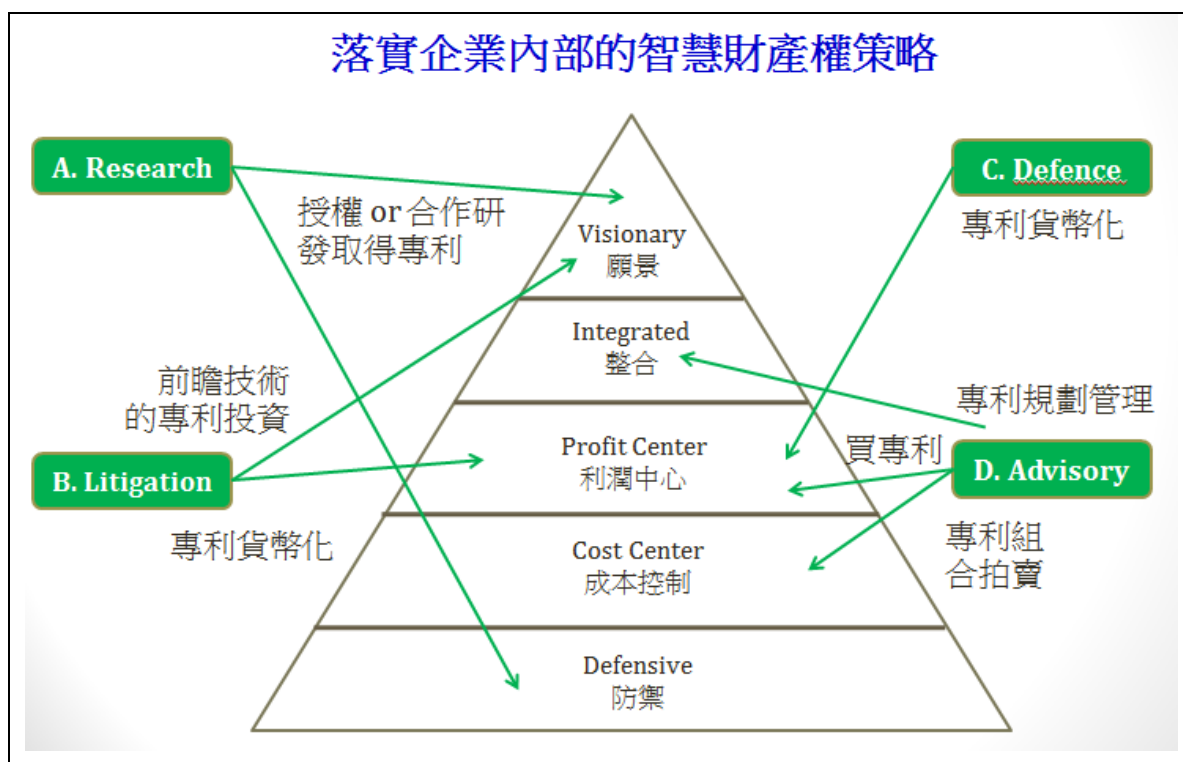 落實企業內部的智慧財產權策略
A. Research
授權 or 合作研
發取得專利
C. Defence
專利貨幣化
Visionary
願景
Integrated
整合
前瞻技術
的專利投資
專利規劃管理
B. Litigation
Profit Center
利潤中心
買專利
D. Advisory
專利貨幣化
Cost Center
成本控制
專利組
合拍賣
Defensive
防禦